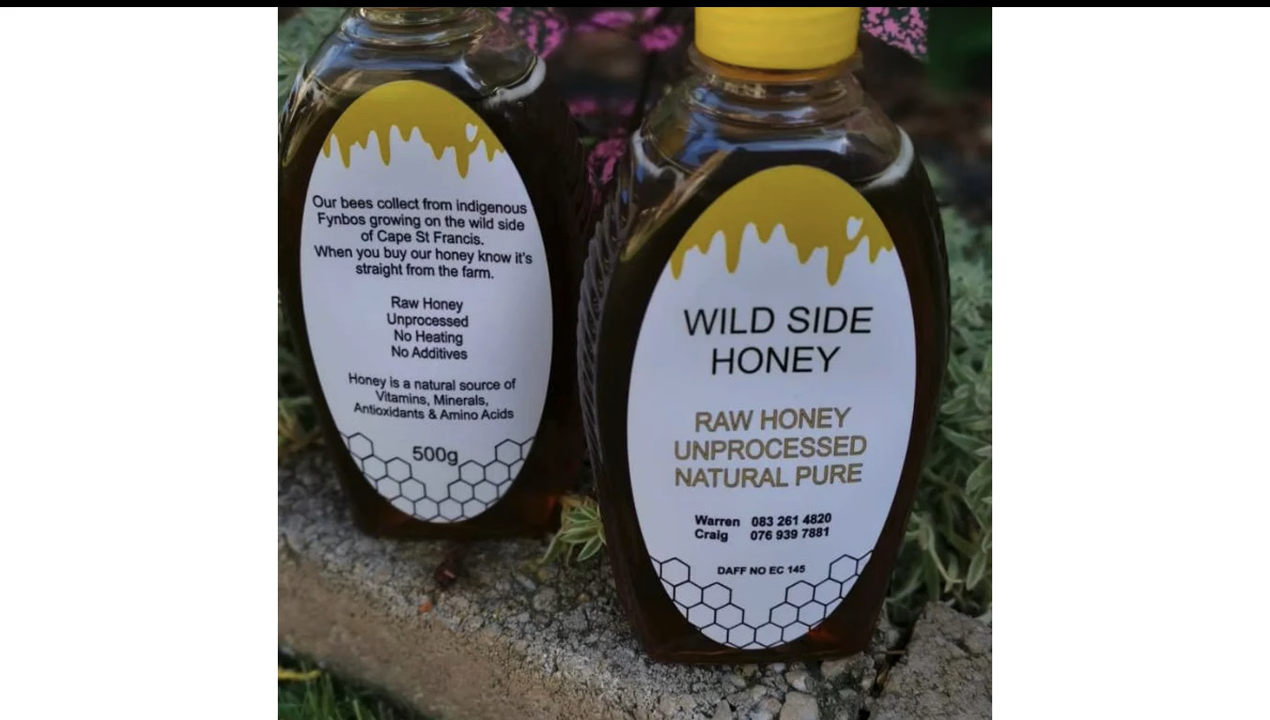 Our bees collect from indigenous
Fynbos growing on the wild side
of Cape St Francis.
When you buy our honey know it's
straight from the farm.
Raw Honey
Unprocessed
No Heating
No Additives
Honey is a natural source of
Vitamins, Minerals,
Antioxidants & Amino Acids
500g
WILD SIDE
HONEY
RAW HONEY
UNPROCESSED
NATURAL PURE
Warren 083 261 4820
Craig 076 939 7881
DAFF NO EC 145